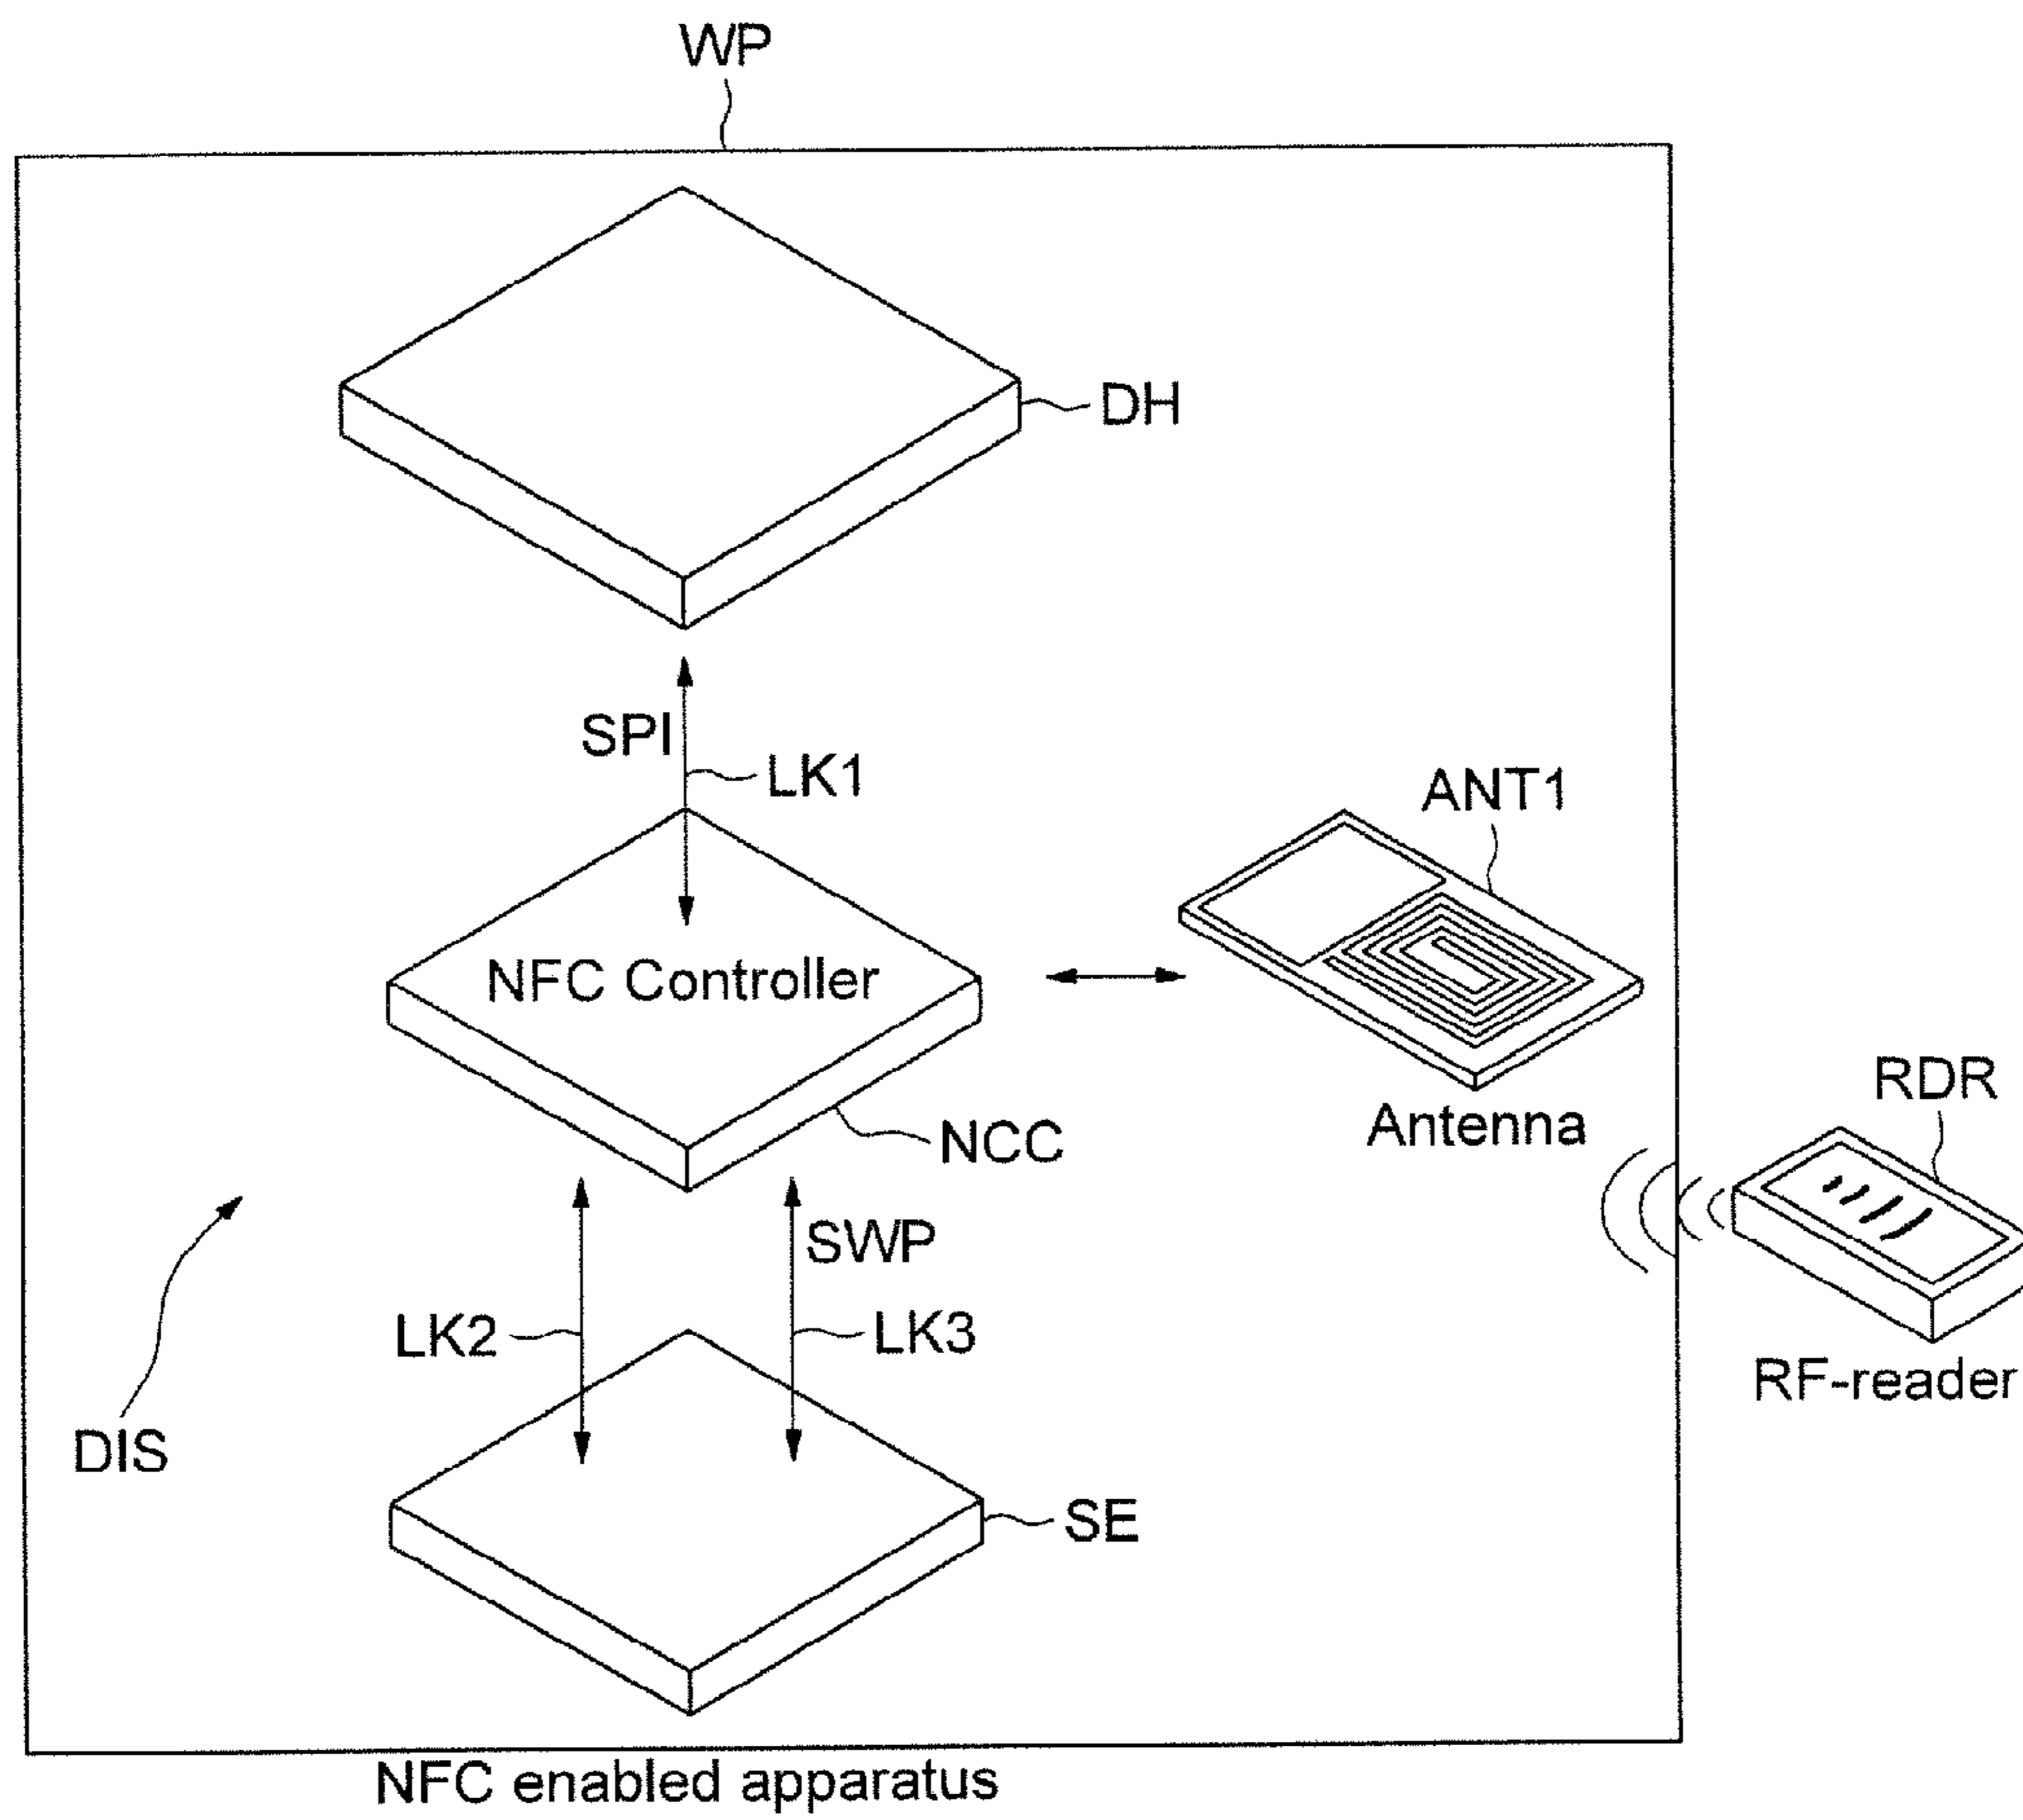 WP
DH
SPI
LK1
ANT1
NFC Controller
RDR
Antenna
NCC
SWP
LK2
LK3
RF-reader
DIS
SE
NFC enabled apparatus